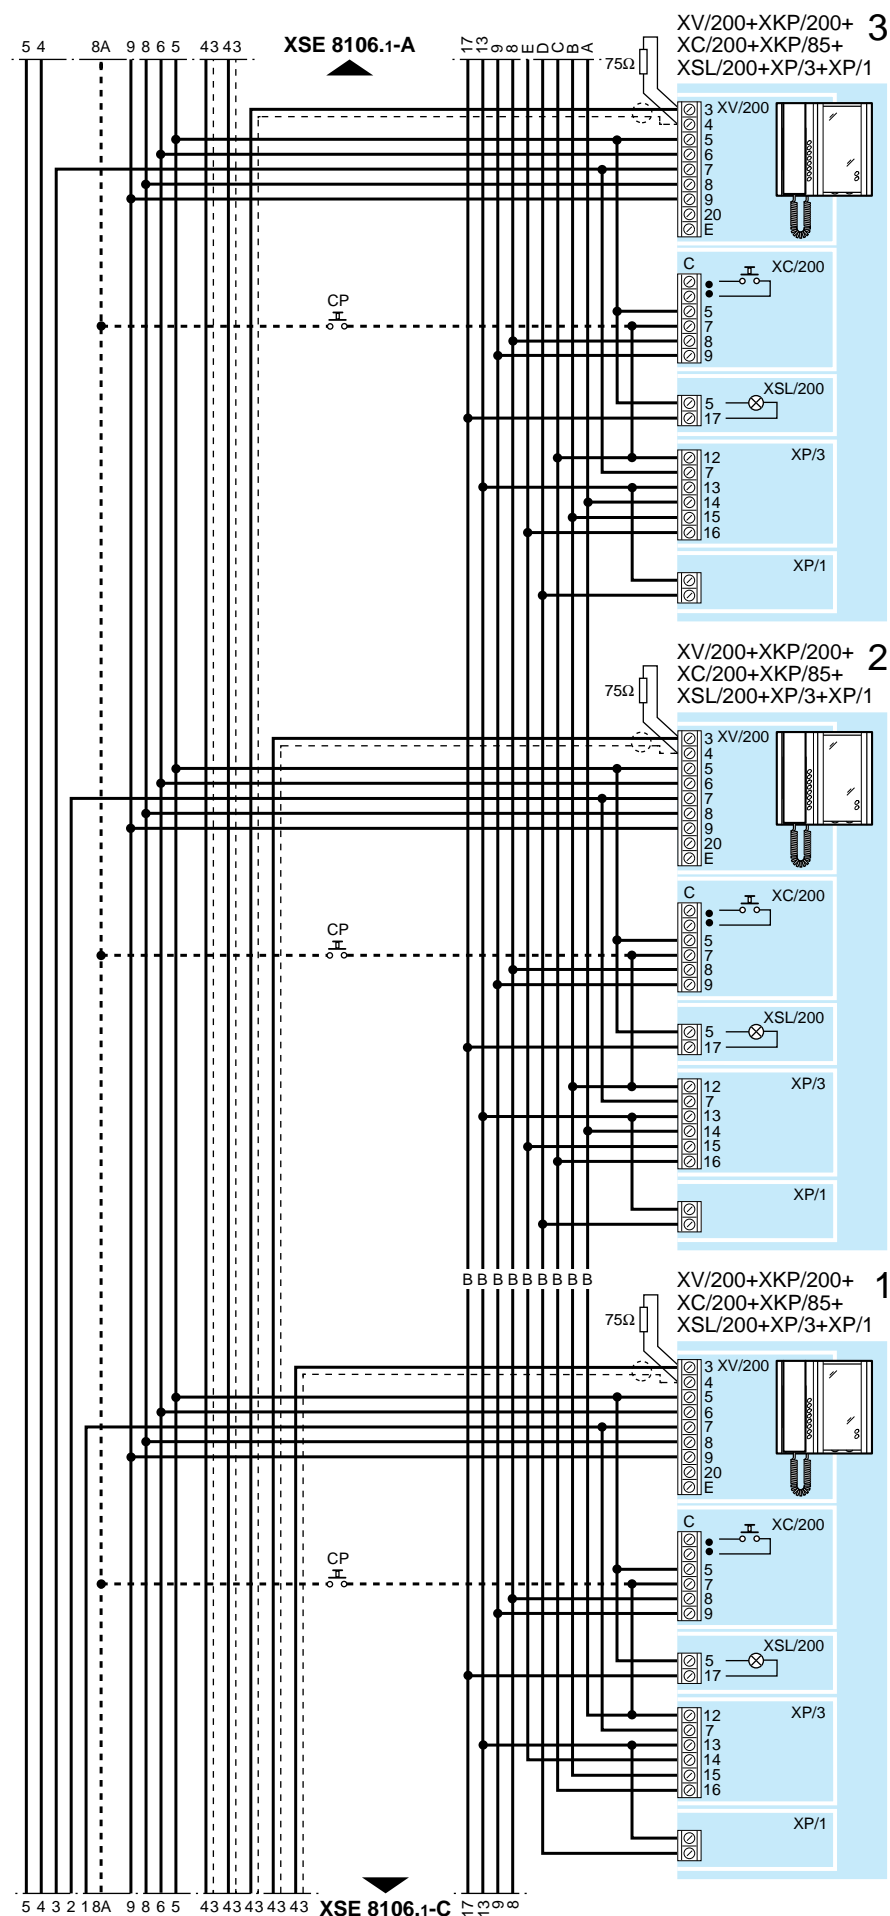 XV/200+XKP/200+ 3
5 4 8A 9 8 6 5 43 43 XSE 8106.1-A 17 13 9 8 E D C B A XC/200+XKP/85+
75Ω XSL/200+XP/3+XP/1
3 XV/200
4
5
6
7
8
9
20
E
C XC/200
CP
5
7
8
9
XSL/200
5
17
12 XP/3
7
13
14
15
16
XP/1
XV/200+XKP/200+ 2
XC/200+XKP/85+
75Ω XSL/200+XP/3+XP/1
3 XV/200
4
5
6
7
8
9
20
E
C XC/200
CP
5
7
8
9
XSL/200
5
17
12 XP/3
7
13
14
15
16
XP/1
B B B B B B B B B
XV/200+XKP/200+ 1
XC/200+XKP/85+
75Ω XSL/200+XP/3+XP/1
3 XV/200
4
5
6
7
8
9
20
E
C XC/200
CP
5
7
8
9
XSL/200
5
17
12 XP/3
7
13
14
15
16
XP/1
5 4 3 2 1 8A 9 8 6 5 43 43 43 43 43 XSE 8106.1-C 17 13 9 8